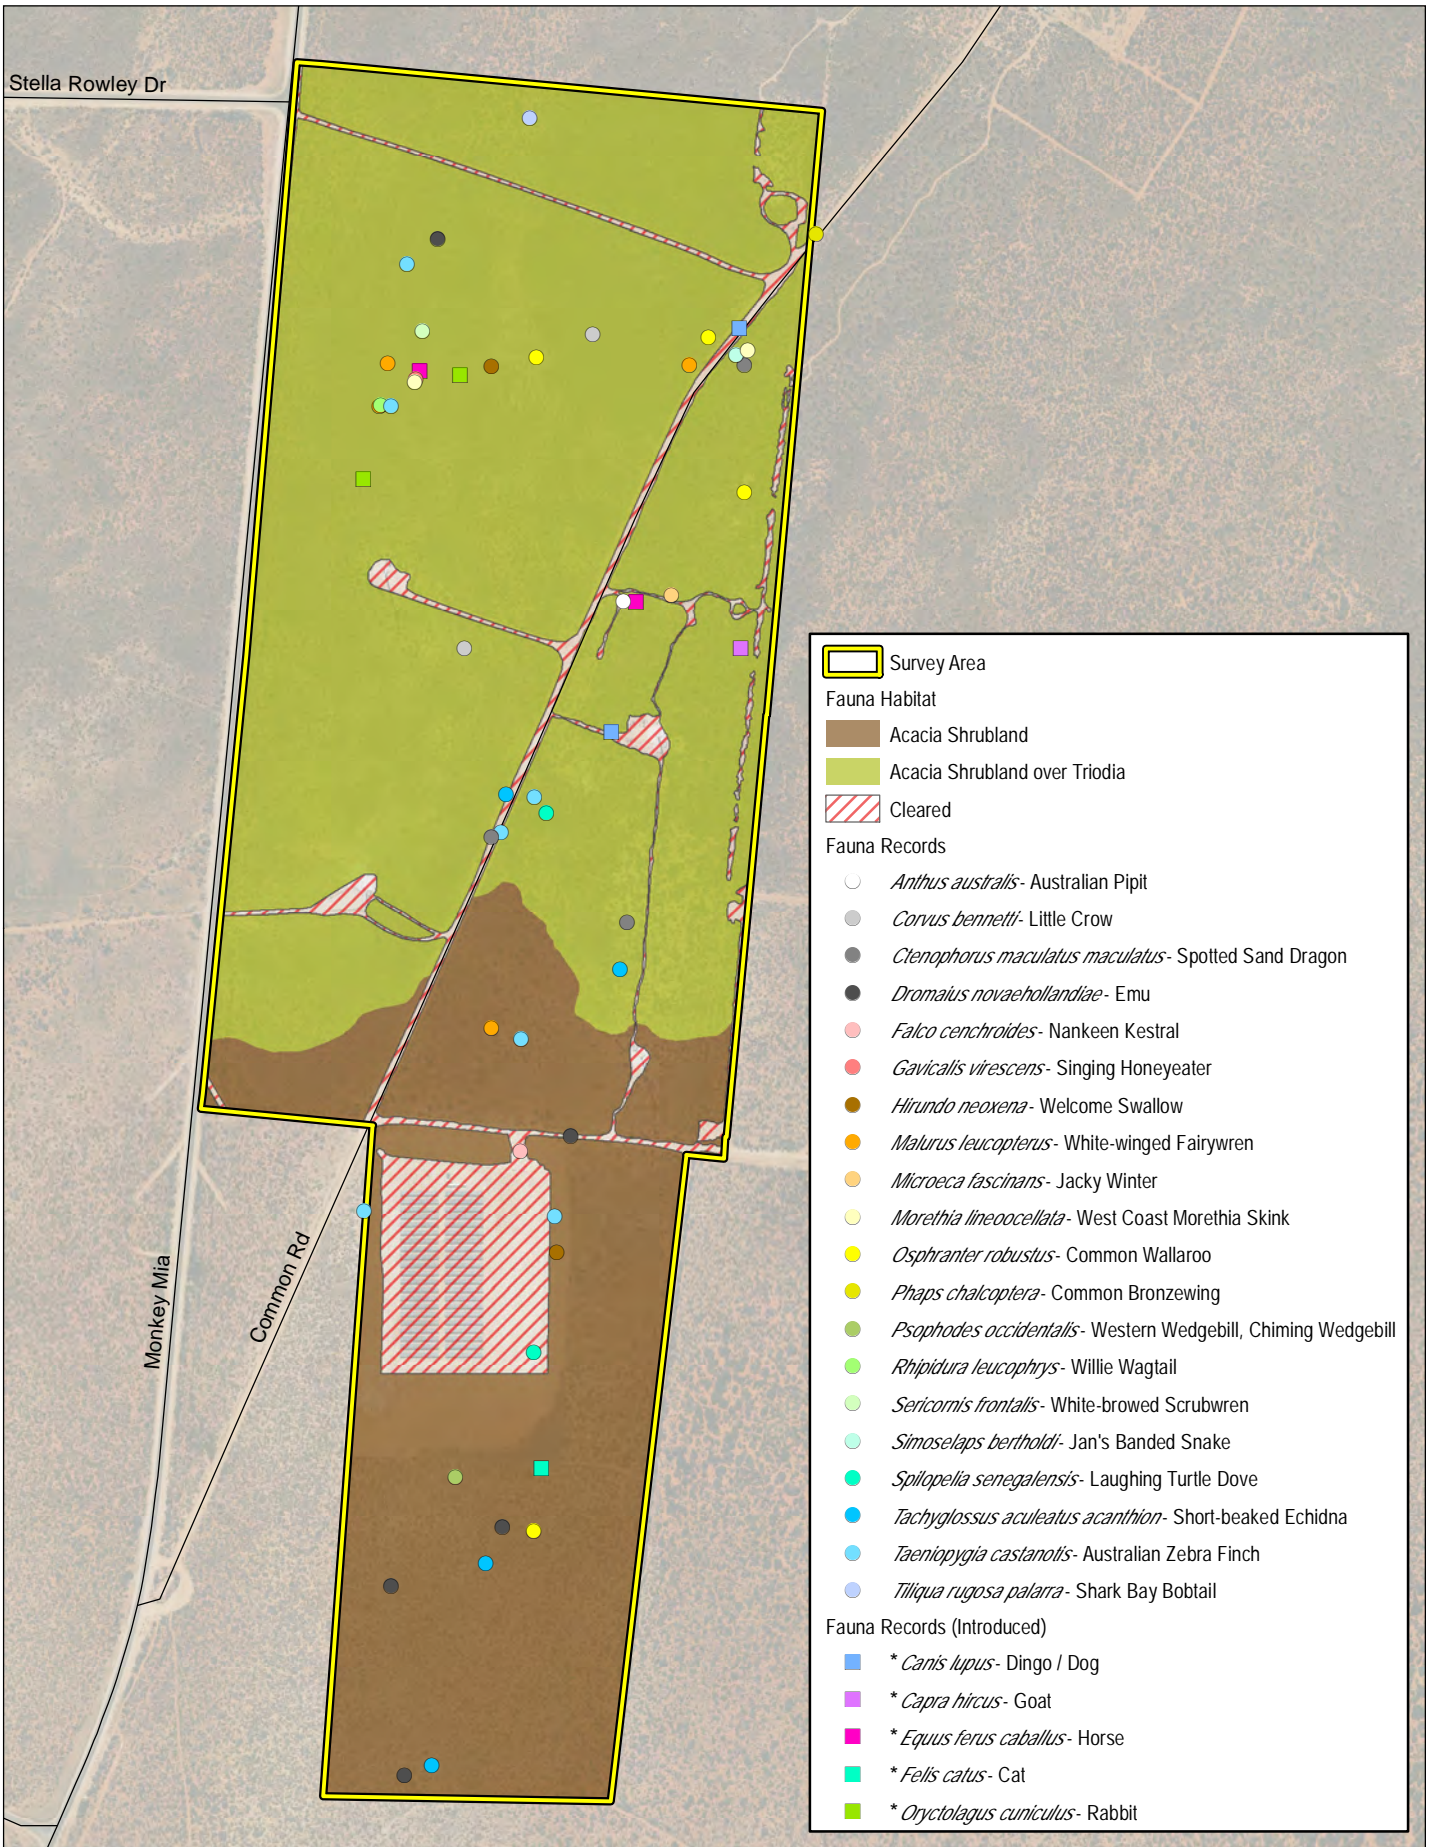 Stella Rowley Dr
Survey Area
Fauna Habitat
Acacia Shrubland
Acacia Shrubland over Triodia
Cleared
Fauna Records
Anthus australis - Australian Pipit
Corvus bennetti - Little Crow
Ctenophorus maculatus maculatus - Spotted Sand Dragon
Dromaius novaehollandiae - Emu
Falco cenchroides - Nankeen Kestral
Gavicalis virescens - Singing Honeyeater
Hirundo neoxena - Welcome Swallow
Malurus leucopterus - White-winged Fairywren
Microeca fascinans - Jacky Winter
Morethia lineoocellata - West Coast Morethia Skink
Osphranter robustus - Common Wallaroo
Phaps chalcoptera - Common Bronzewing
Psophodes occidentalis - Western Wedgebill, Chiming Wedgebill
Rhipidura leucophrys - Willie Wagtail
Sericornis frontalis - White-browed Scrubwren
Simoselaps bertholdi - Jan's Banded Snake
Spilopelia senegalensis - Laughing Turtle Dove
Tachyglossus aculeatus acanthion - Short-beaked Echidna
Taeniopygia castanotis - Australian Zebra Finch
Tiliqua rugosa palarra - Shark Bay Bobtail
Fauna Records (Introduced)
* Canis lupus - Dingo / Dog
* Capra hircus - Goat
* Equus ferus caballus - Horse
* Felis catus - Cat
* Oryctolagus cuniculus - Rabbit
Monkey Mia
Common Rd